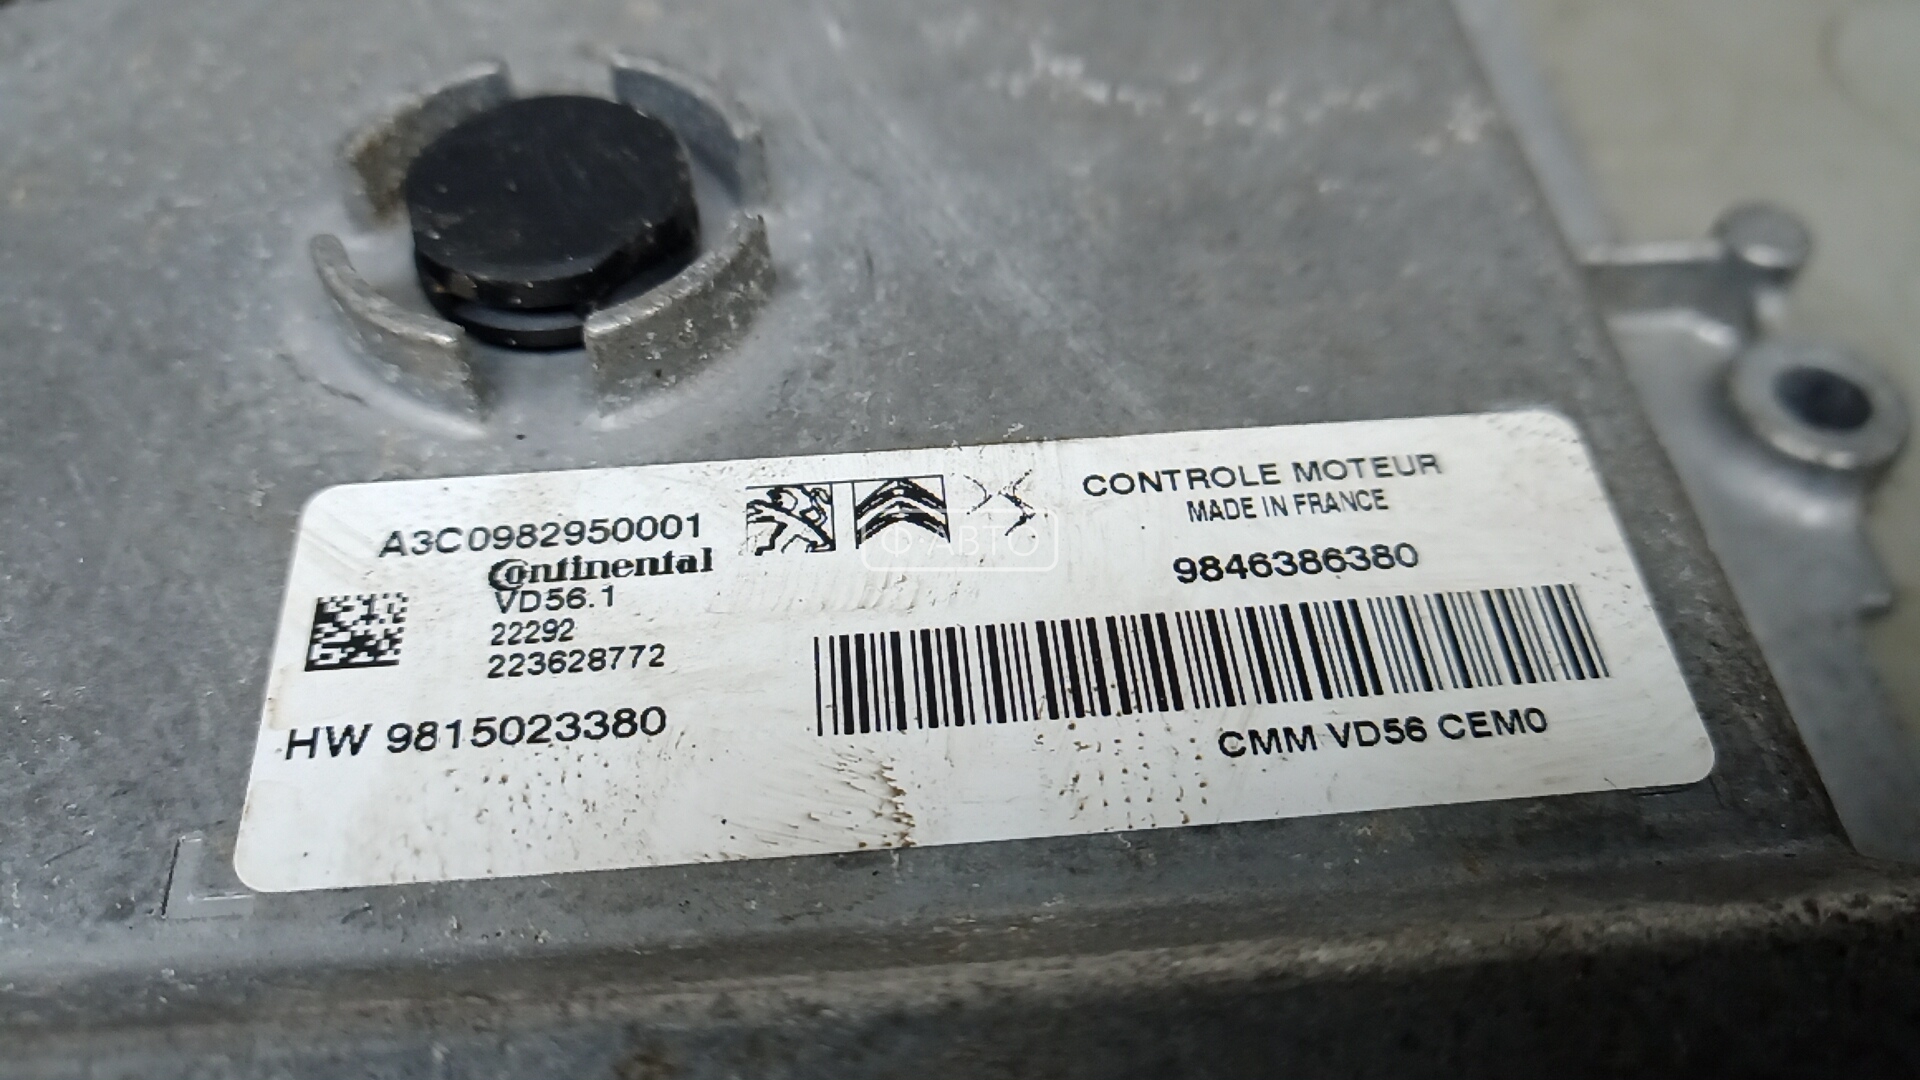 A3C0982950001
Continental
VD56.1
22292
223628772
HW 9815023380
CONTROLE MOTEUR
MADE IN FRANCE
9846386380
CMM VD56 CEM0
Ф-АВТО